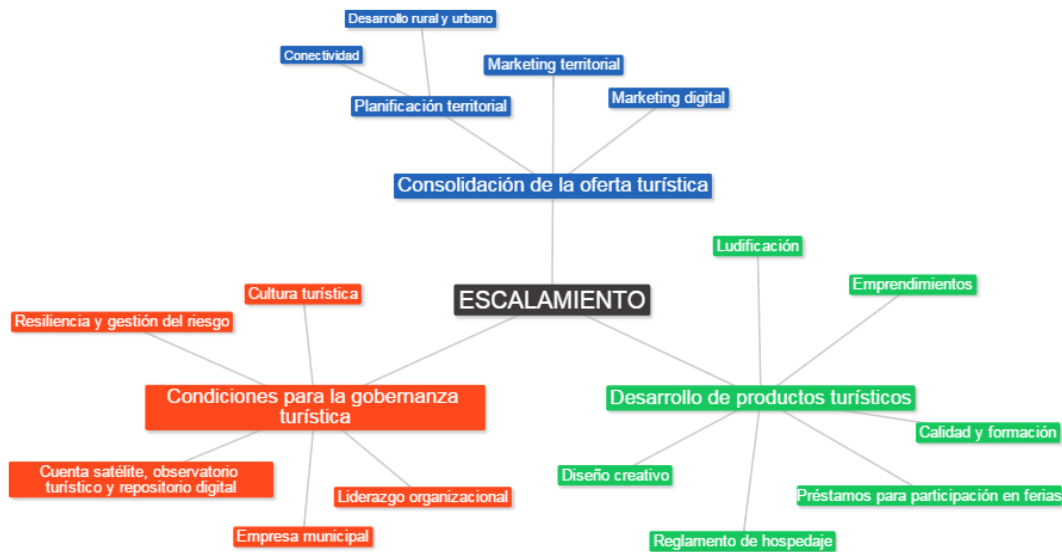 Desarrollo rural y urbano
Conectividad
Marketing territorial
Planificación territorial
Marketing digital
Consolidación de la oferta turística
Ludificación
Emprendimientos
ESCALAMIENTO
Cultura turística
Resiliencia y gestión del riesgo
Condiciones para la gobernanza
turística
Desarrollo de productos turísticos
Calidad y formación
Cuenta satélite, observatorio
turístico y repositorio digital
Diseño creativo
Liderazgo organizacional
Préstamos para participación en ferias
Empresa municipal
Reglamento de hospedaje